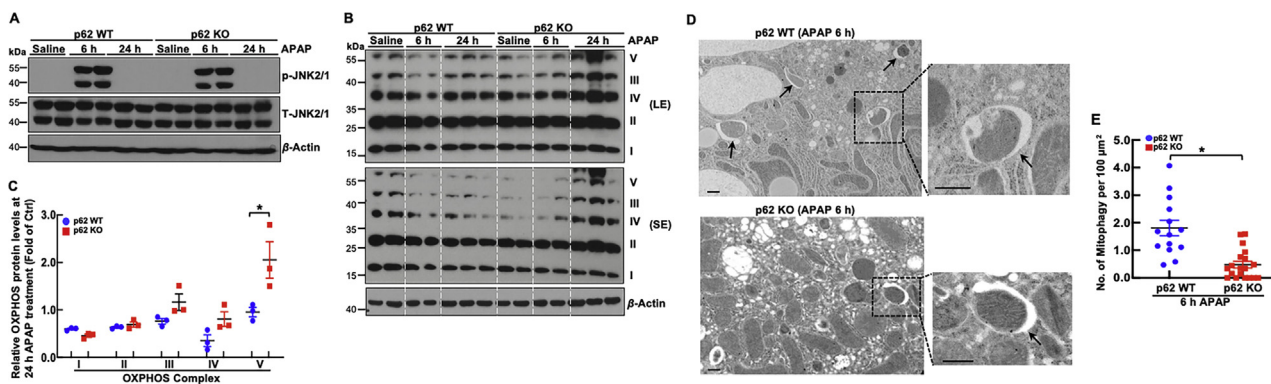 A
p62 WT p62 KO
kDa Saline 6 h 24 h Saline 6 h 24 h APAP
55
40
p-JNK2/1
55
40
T-JNK2/1
40
β-Actin
B
p62 WT p62 KO
kDa Saline 6 h 24 h Saline 6 h 24 h APAP
55
40
35
25
15
V
III
IV (LE)
II
I
55
40
35
25
15
V
III
IV (SE)
II
I
40
β-Actin
C
Relative OXPHOS protein levels at
24 h APAP treatment (Fold of Ctrl)
3.0
2.0
1.0
0.0
p62 WT
p62 KO
*
I II III IV V
OXPHOS Complex
D
p62 WT (APAP 6 h)
p62 KO (APAP 6 h)
E
No. of Mitophagy per 100 μm²
5.0
4.0
3.0
2.0
1.0
0.0
p62 WT
p62 KO
*
p62 WT p62 KO
6 h APAP